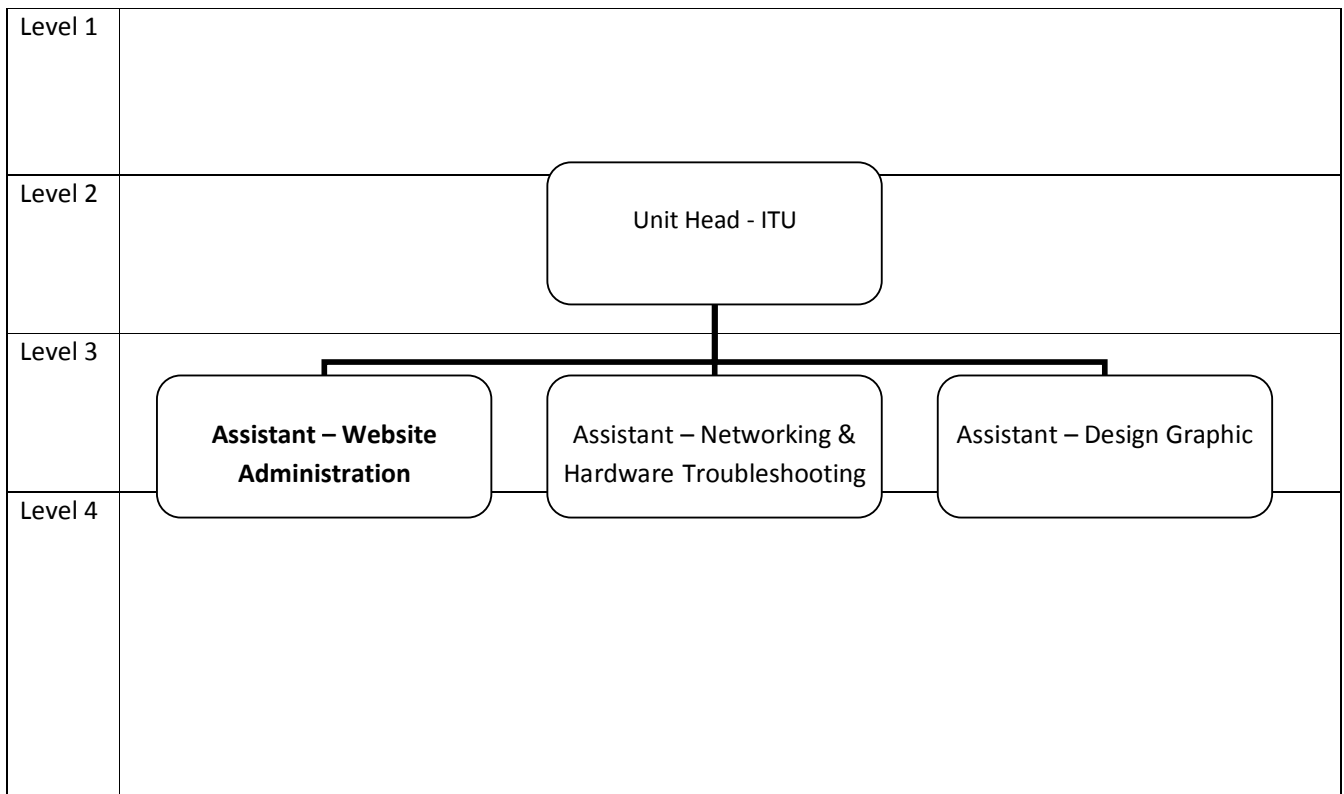 Level 1
Level 2
Unit Head - ITU
Level 3
Assistant – Website
Administration
Assistant – Networking &
Hardware Troubleshooting
Assistant – Design Graphic
Level 4